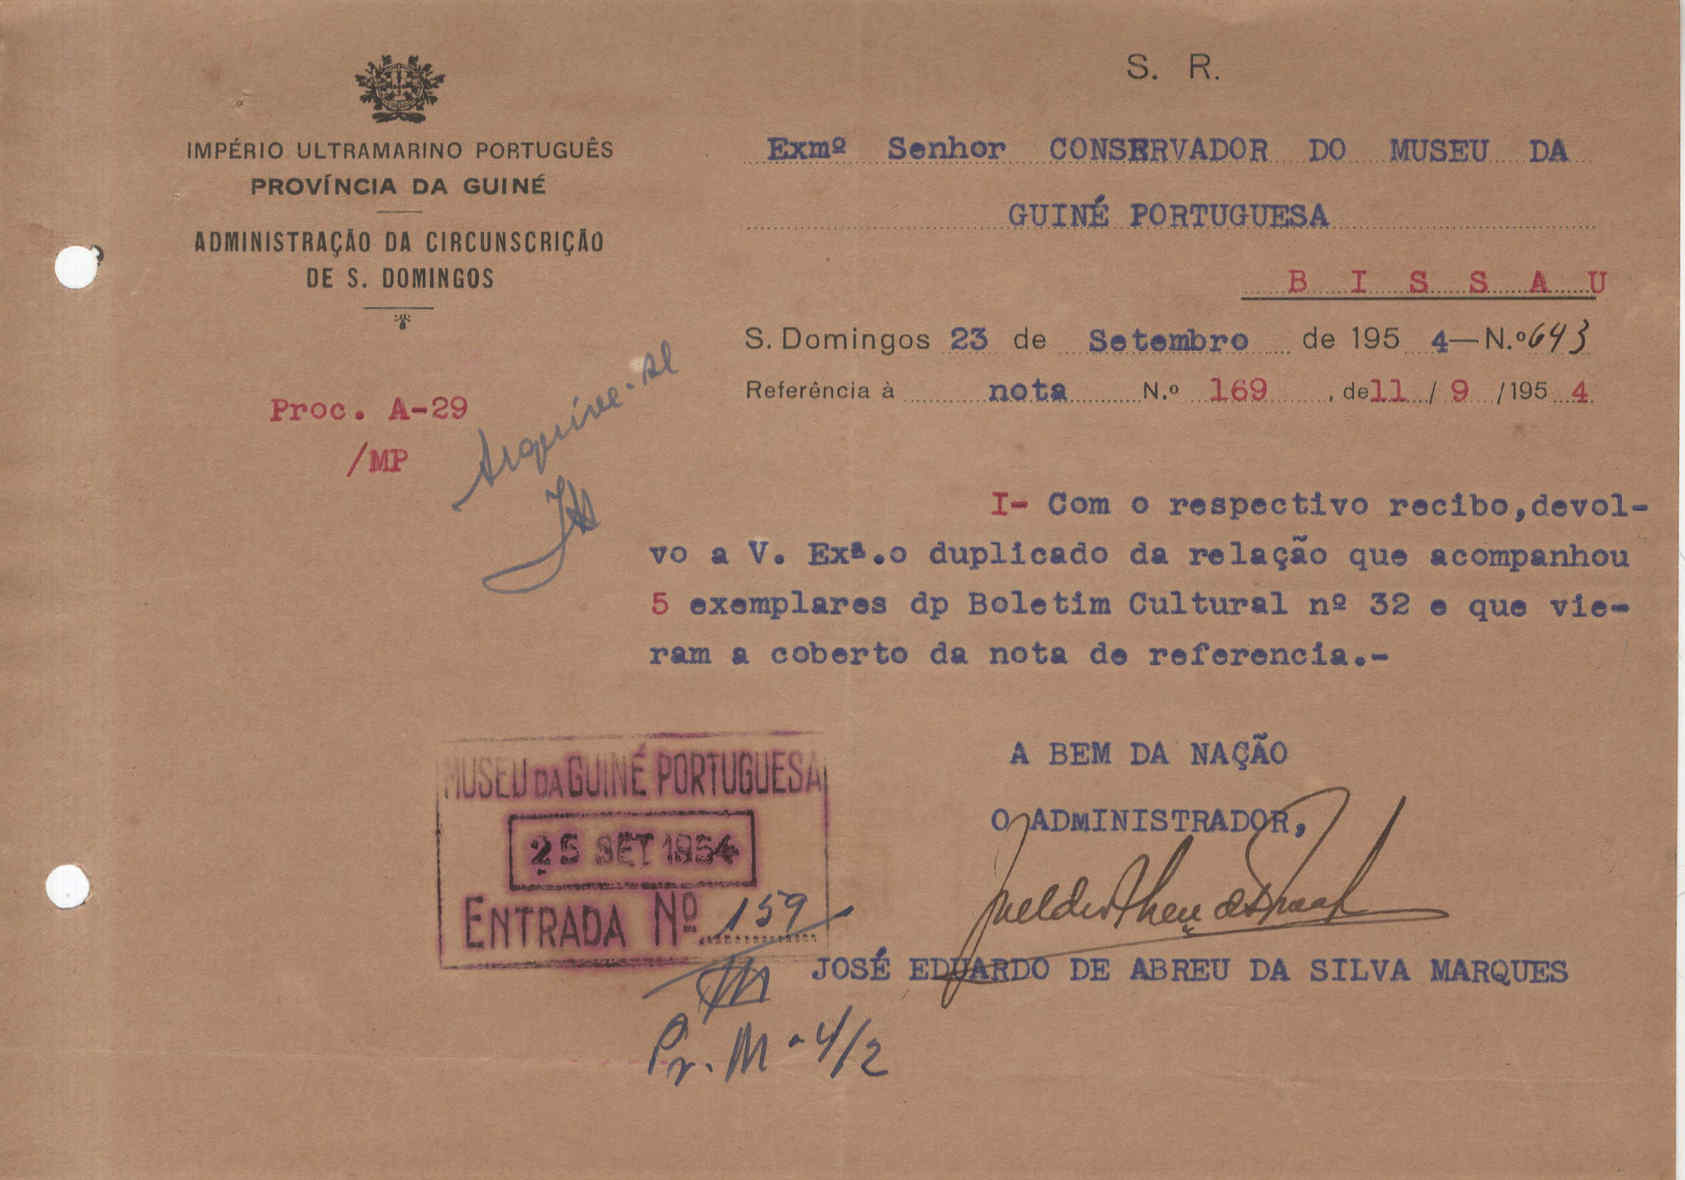 S. R.
IMPÉRIO ULTRAMARINO PORTUGUÊS
PROVÍNCIA DA GUINÉ
ADMINISTRAÇÃO DA CIRCUNSCRIÇÃO
DE S. DOMINGOS
Exmº Senhor CONSERVADOR DO MUSEU DA
GUINÉ PORTUGUESA
B I S S A U
S. Domingos 23 de Setembro de 1954—N.º 643
Referência à nota N.º 169, de 11/9/1954
Proc. A-29
/MP
Arquive-se
I- Com o respectivo recibo,devol-
vo a V. Exª.o duplicado da relação que acompanhou
5 exemplares dp Boletim Cultural nº 32 e que vie-
ram a coberto da nota de referencia.-
A BEM DA NAÇÃO
O ADMINISTRADOR,
JOSÉ EDUARDO DE ABREU DA SILVA MARQUES
MUSEU DA GUINÉ PORTUGUESA
25 SET 1954
ENTRADA Nº 159
Pr. M-4/2